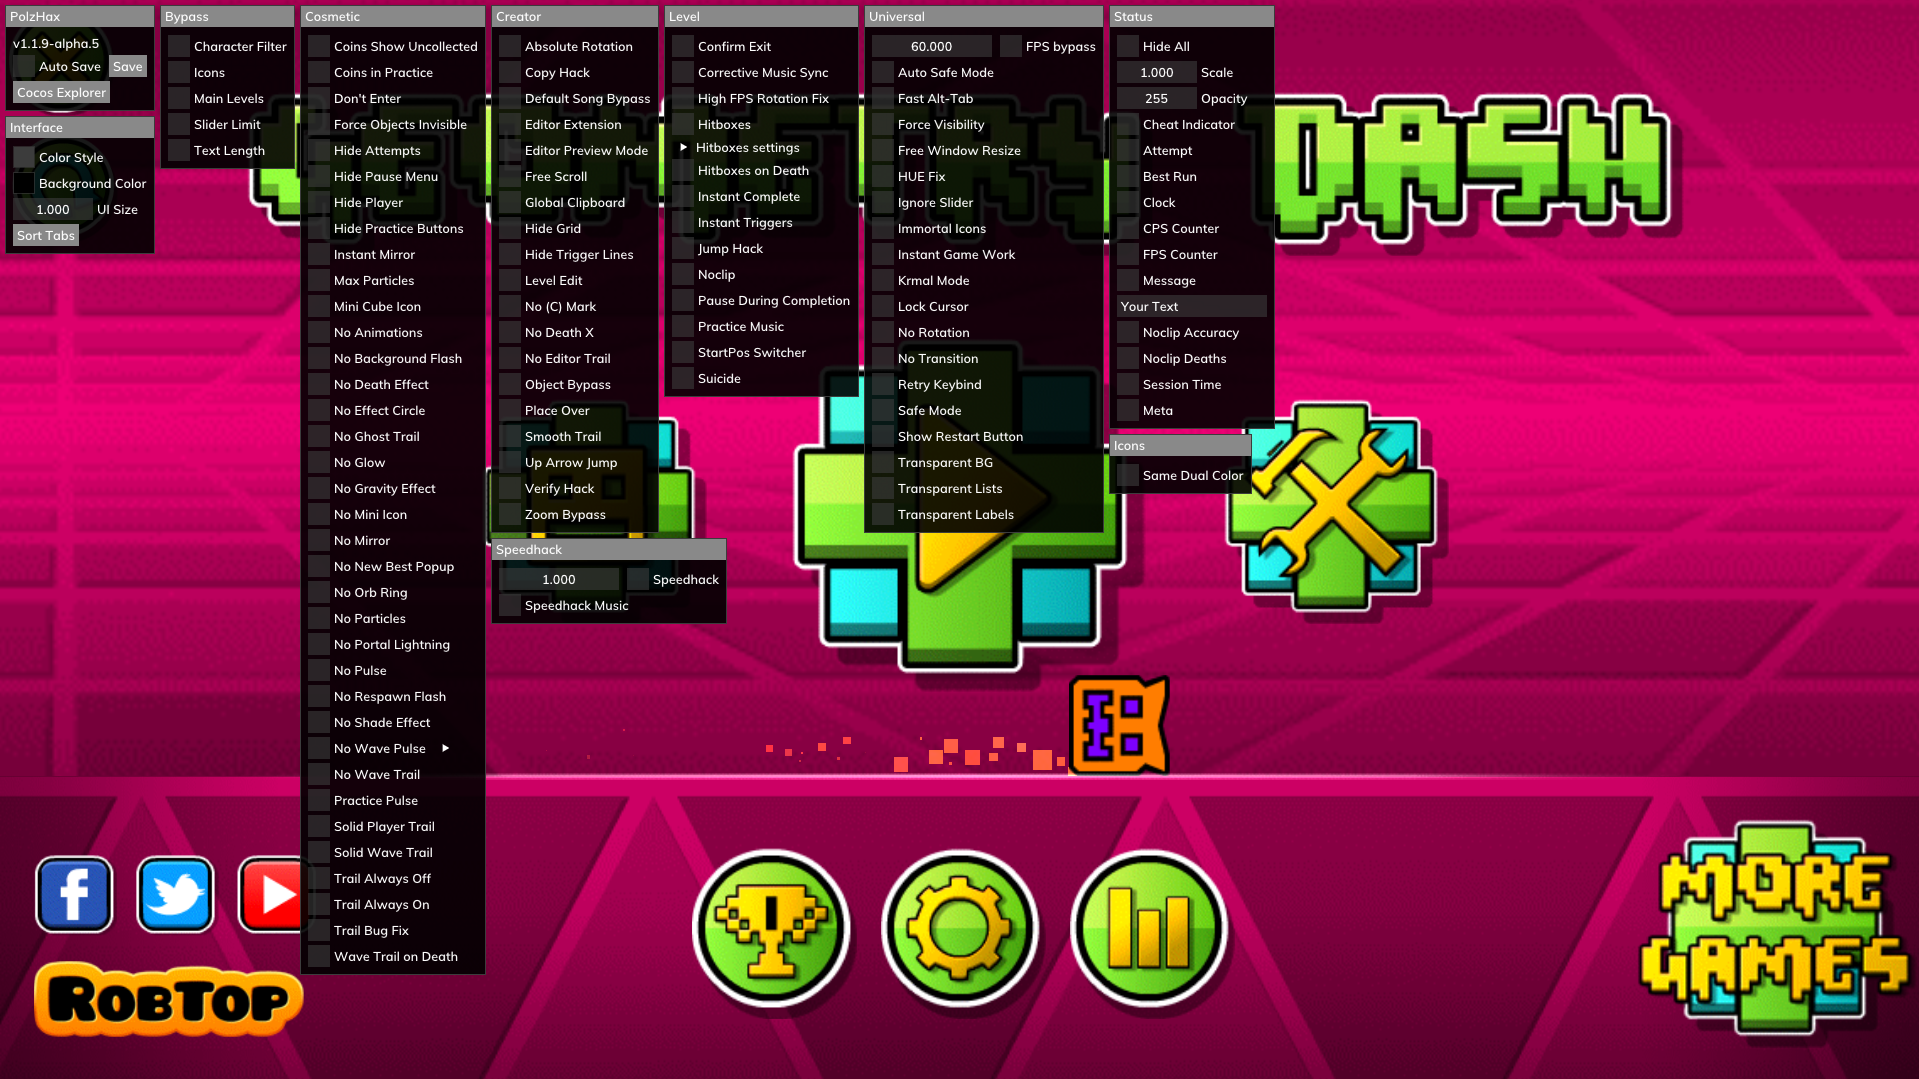 PolzHax
v1.1.9-alpha.5
Auto Save Save
Cocos Explorer
Interface
Color Style
Background Color
1.000 UI Size
Sort Tabs
Bypass
Character Filter
Icons
Main Levels
Slider Limit
Text Length
Cosmetic
Coins Show Uncollected
Coins in Practice
Don't Enter
Force Objects Invisible
Hide Attempts
Hide Pause Menu
Hide Player
Hide Practice Buttons
Instant Mirror
Max Particles
Mini Cube Icon
No Animations
No Background Flash
No Death Effect
No Effect Circle
No Ghost Trail
No Glow
No Gravity Effect
No Mini Icon
No Mirror
No New Best Popup
No Orb Ring
No Particles
No Portal Lightning
No Pulse
No Respawn Flash
No Shade Effect
No Wave Pulse
No Wave Trail
Practice Pulse
Solid Player Trail
Solid Wave Trail
Trail Always Off
Trail Always On
Trail Bug Fix
Wave Trail on Death
Creator
Absolute Rotation
Copy Hack
Default Song Bypass
Editor Extension
Editor Preview Mode
Free Scroll
Global Clipboard
Hide Grid
Hide Trigger Lines
Level Edit
No (C) Mark
No Death X
No Editor Trail
Object Bypass
Place Over
Smooth Trail
Up Arrow Jump
Verify Hack
Zoom Bypass
Speedhack
1.000 Speedhack
Speedhack Music
Level
Confirm Exit
Corrective Music Sync
High FPS Rotation Fix
Hitboxes
Hitboxes settings
Hitboxes on Death
Instant Complete
Instant Triggers
Jump Hack
Noclip
Pause During Completion
Practice Music
StartPos Switcher
Suicide
Universal
60.000 FPS bypass
Auto Safe Mode
Fast Alt-Tab
Force Visibility
Free Window Resize
HUE Fix
Ignore Slider
Immortal Icons
Instant Game Work
Krmal Mode
Lock Cursor
No Rotation
No Transition
Retry Keybind
Safe Mode
Show Restart Button
Transparent BG
Transparent Lists
Transparent Labels
Status
Hide All
1.000 Scale
255 Opacity
Cheat Indicator
Attempt
Best Run
Clock
CPS Counter
FPS Counter
Message
Your Text
Noclip Accuracy
Noclip Deaths
Session Time
Meta
Icons
Same Dual Color
DASH
ROBTOP
MORE
GAMES